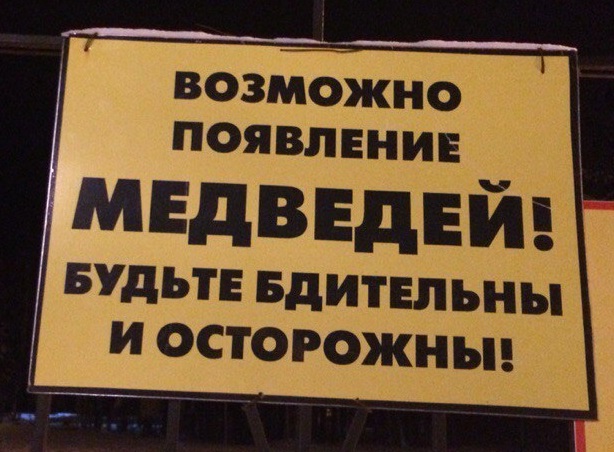 ВОЗМОЖНО
ПОЯВЛЕНИЕ
МЕДВЕДЕЙ!
БУДЬТЕ БДИТЕЛЬНЫ
И ОСТОРОЖНЫ!